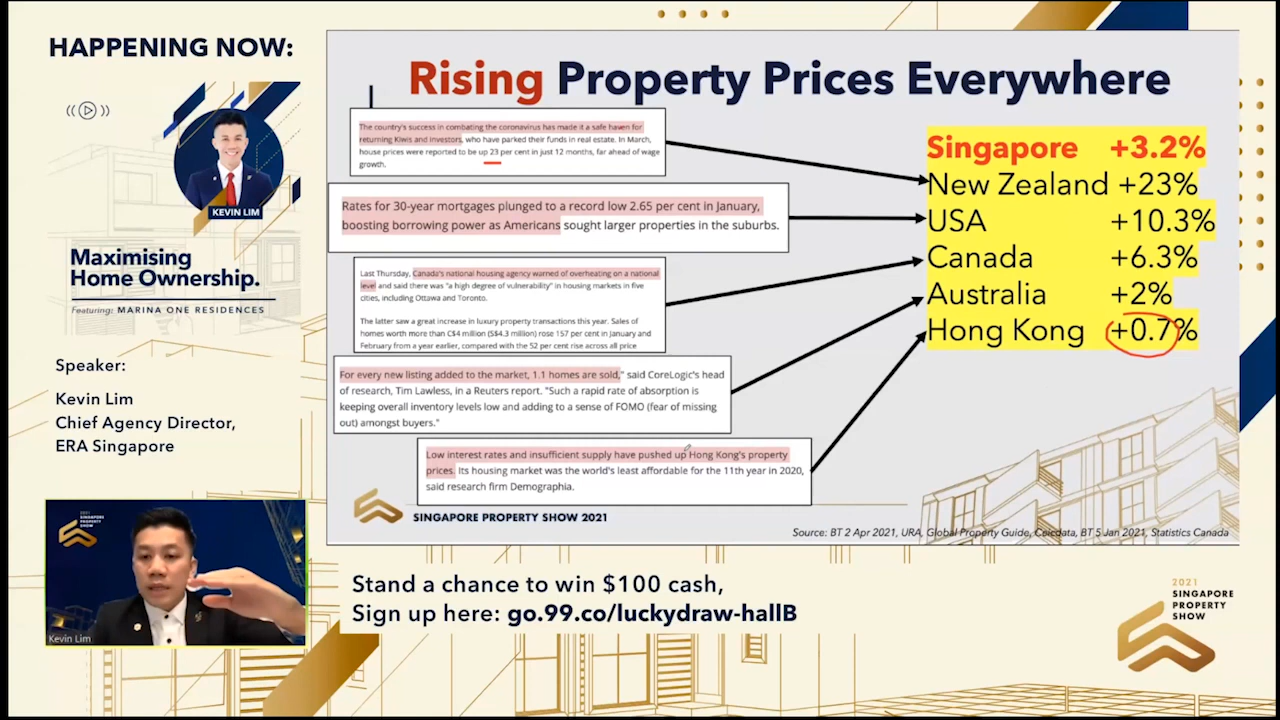 HAPPENING NOW:
KEVIN LIM
Maximising
Home Ownership.
Featuring: MARINA ONE RESIDENCES
Speaker:
Kevin Lim
Chief Agency Director,
ERA Singapore
2021
SINGAPORE
PROPERTY
SHOW
Kevin Lim
Rising Property Prices Everywhere
The country's success in combating the coronavirus has made it a safe haven for
returning Kiwis and investors, who have parked their funds in real estate. In March,
house prices were reported to be up 23 per cent in just 12 months, far ahead of wage
growth.
Rates for 30-year mortgages plunged to a record low 2.65 per cent in January,
boosting borrowing power as Americans sought larger properties in the suburbs.
Last Thursday, Canada's national housing agency warned of overheating on a national
level and said there was "a high degree of vulnerability" in housing markets in five
cities, including Ottawa and Toronto.
The latter saw a great increase in luxury property transactions this year. Sales of
homes worth more than C$4 million (S$4.3 million) rose 157 per cent in January and
February from a year earlier, compared with the 52 per cent rise across all price
For every new listing added to the market, 1.1 homes are sold," said CoreLogic's head
of research, Tim Lawless, in a Reuters report. "Such a rapid rate of absorption is
keeping overall inventory levels low and adding to a sense of FOMO (fear of missing
out) amongst buyers."
Low interest rates and insufficient supply have pushed up Hong Kong's property
prices. Its housing market was the world's least affordable for the 11th year in 2020,
said research firm Demographia.
Singapore +3.2%
New Zealand +23%
USA +10.3%
Canada +6.3%
Australia +2%
Hong Kong +0.7%
SINGAPORE PROPERTY SHOW 2021
Source: BT 2 Apr 2021, URA, Global Property Guide, Ceicdata, BT 5 Jan 2021, Statistics Canada
Stand a chance to win $100 cash,
Sign up here: go.99.co/luckydraw-hallB
2021
SINGAPORE
PROPERTY
SHOW